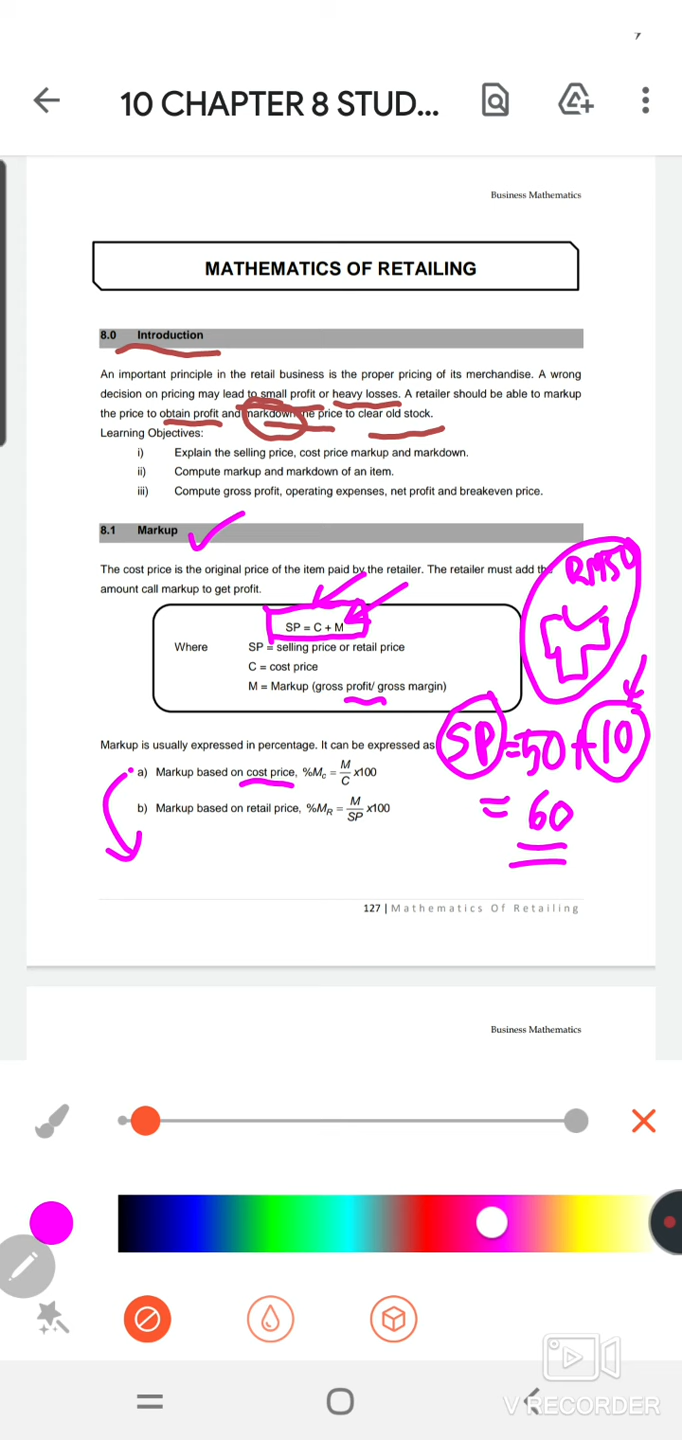 10 CHAPTER 8 STUD...
Business Mathematics
MATHEMATICS OF RETAILING
8.0 Introduction
An important principle in the retail business is the proper pricing of its merchandise. A wrong
decision on pricing may lead to small profit or heavy losses. A retailer should be able to markup
the price to obtain profit and markdown the price to clear old stock.
Learning Objectives:
i) Explain the selling price, cost price markup and markdown.
ii) Compute markup and markdown of an item.
iii) Compute gross profit, operating expenses, net profit and breakeven price.
8.1 Markup
The cost price is the original price of the item paid by the retailer. The retailer must add
amount call markup to get profit.
RM50
SP = C + M
Where SP = selling price or retail price
C = cost price
M = Markup (gross profit/ gross margin)
SP = 50 + 10
= 60
Markup is usually expressed in percentage. It can be expressed as
a) Markup based on cost price, %Mc = M/C x100
b) Markup based on retail price, %MR = M/SP x100
127 | Mathematics Of Retailing
Business Mathematics
V RECORDER